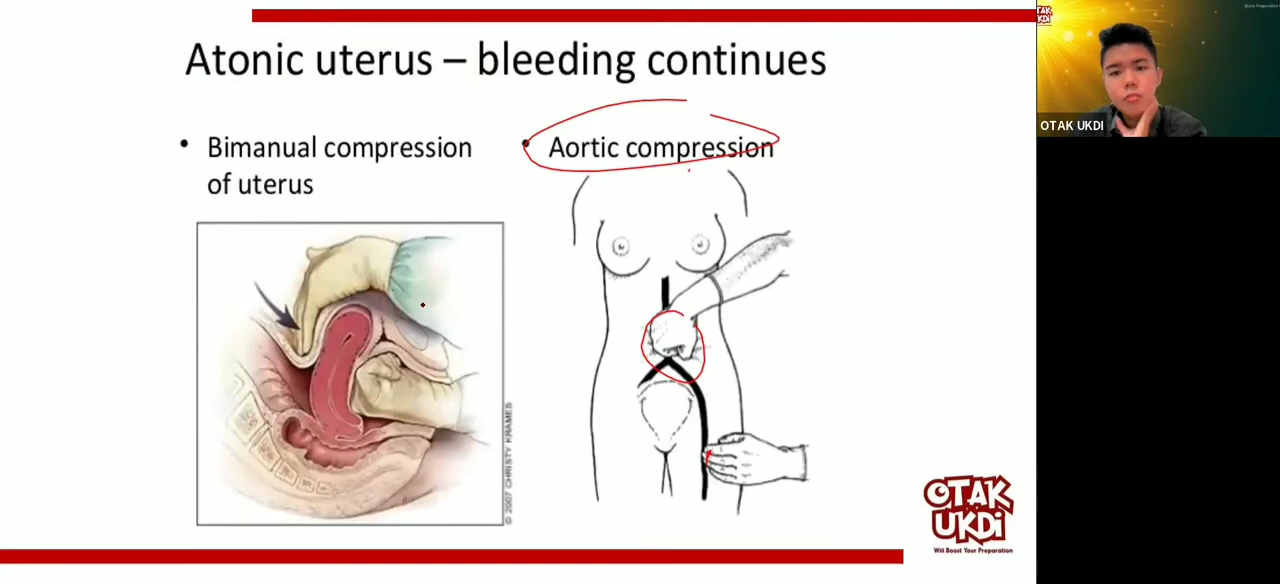 Atonic uterus – bleeding continues
• Bimanual compression
of uterus
• Aortic compression
© 2007 CHRISTY KRAMES
OTAK
UKDI
Will Boost Your Preparation
OTAK UKDI